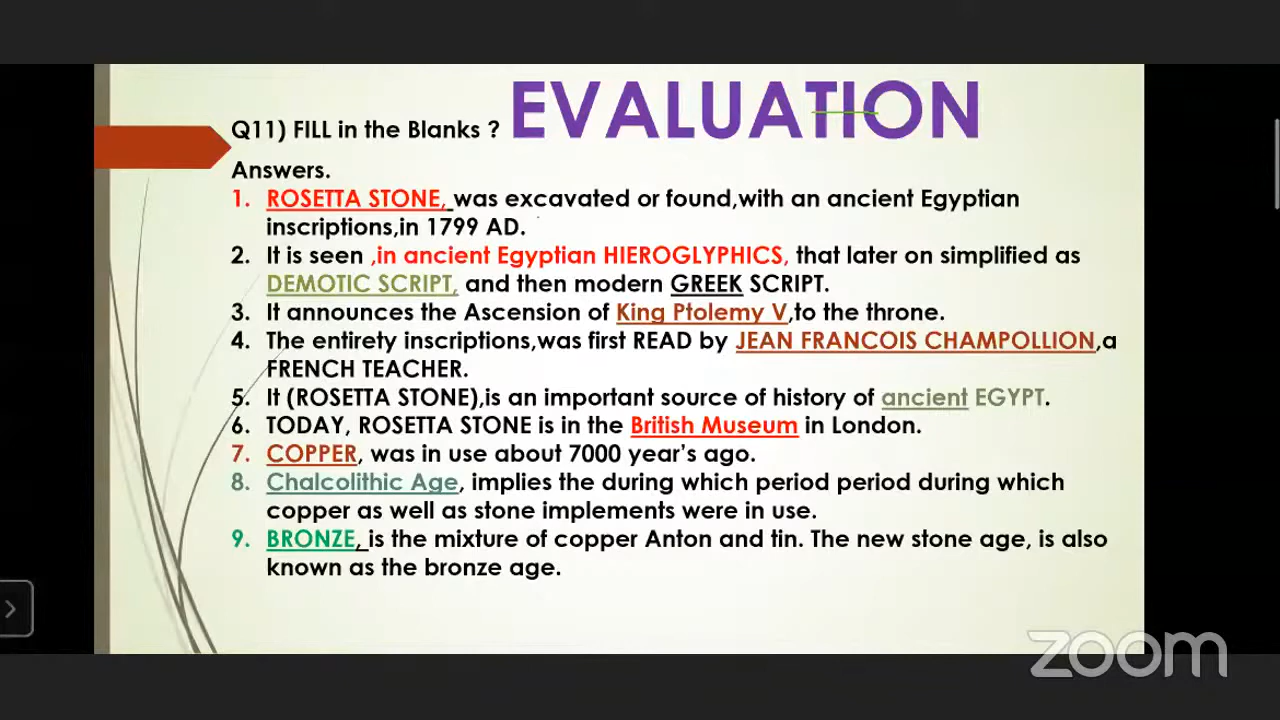 EVALUATION
Q11) FILL in the Blanks ?
Answers.
1. ROSETTA STONE, was excavated or found,with an ancient Egyptian
inscriptions,in 1799 AD.
2. It is seen ,in ancient Egyptian HIEROGLYPHICS, that later on simplified as
DEMOTIC SCRIPT, and then modern GREEK SCRIPT.
3. It announces the Ascension of King Ptolemy V,to the throne.
4. The entirety inscriptions,was first READ by JEAN FRANCOIS CHAMPOLLION,a
FRENCH TEACHER.
5. It (ROSETTA STONE),is an important source of history of ancient EGYPT.
6. TODAY, ROSETTA STONE is in the British Museum in London.
7. COPPER, was in use about 7000 year's ago.
8. Chalcolithic Age, implies the during which period period during which
copper as well as stone implements were in use.
9. BRONZE, is the mixture of copper Anton and tin. The new stone age, is also
known as the bronze age.
zoom